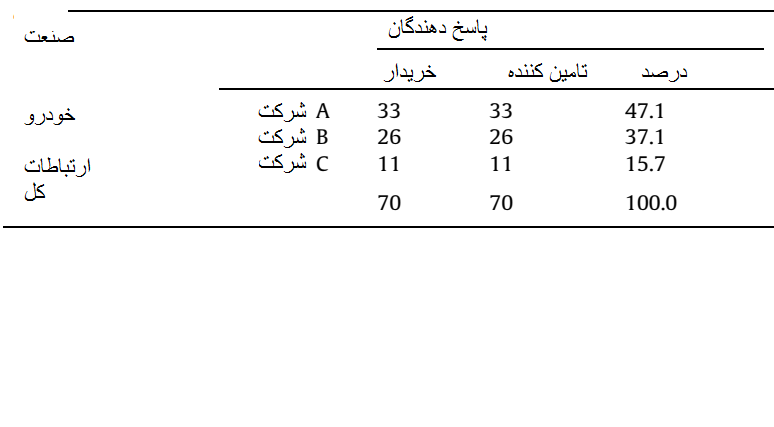 صنعت
پاسخ دهندگان
خریدار تامین کننده درصد
خودرو شرکت A 33 33 47.1
شرکت B 26 26 37.1
ارتباطات شرکت C 11 11 15.7
کل 70 70 100.0